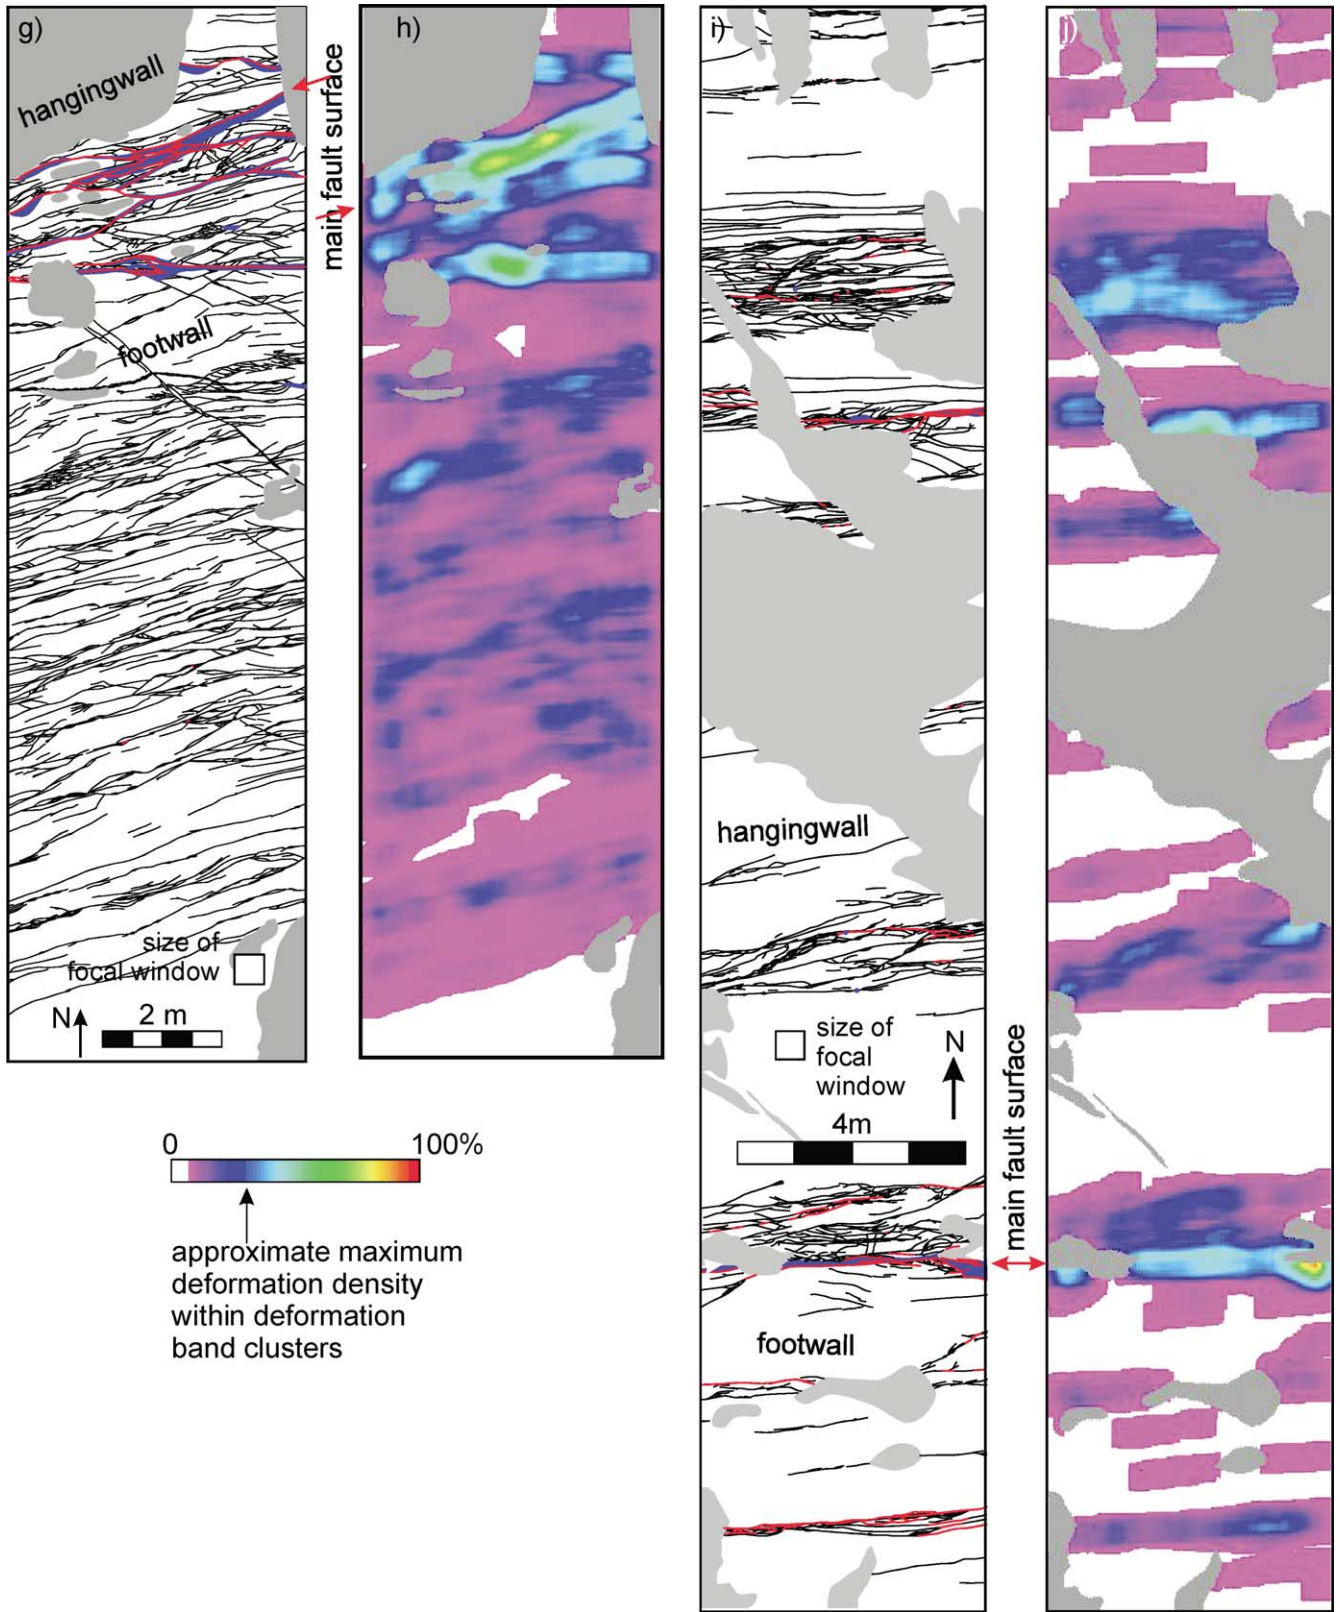 g)
hangingwall
footwall
size of
focal window
N
2 m
main fault surface
h)
0
100%
approximate maximum
deformation density
within deformation
band clusters
i)
hangingwall
size of
focal
window
N
4m
footwall
main fault surface
j)